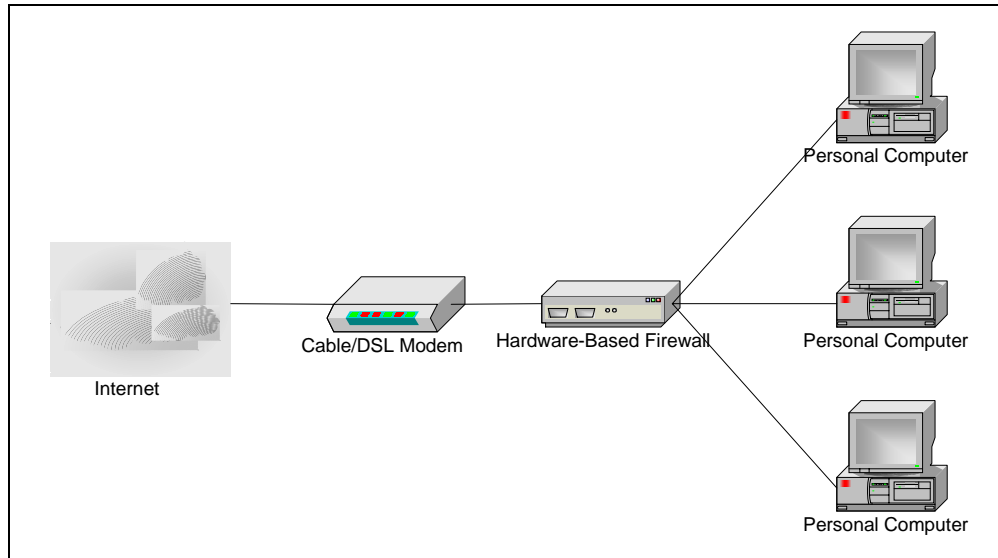 Personal Computer
Internet
Cable/DSL Modem
Hardware-Based Firewall
Personal Computer
Personal Computer